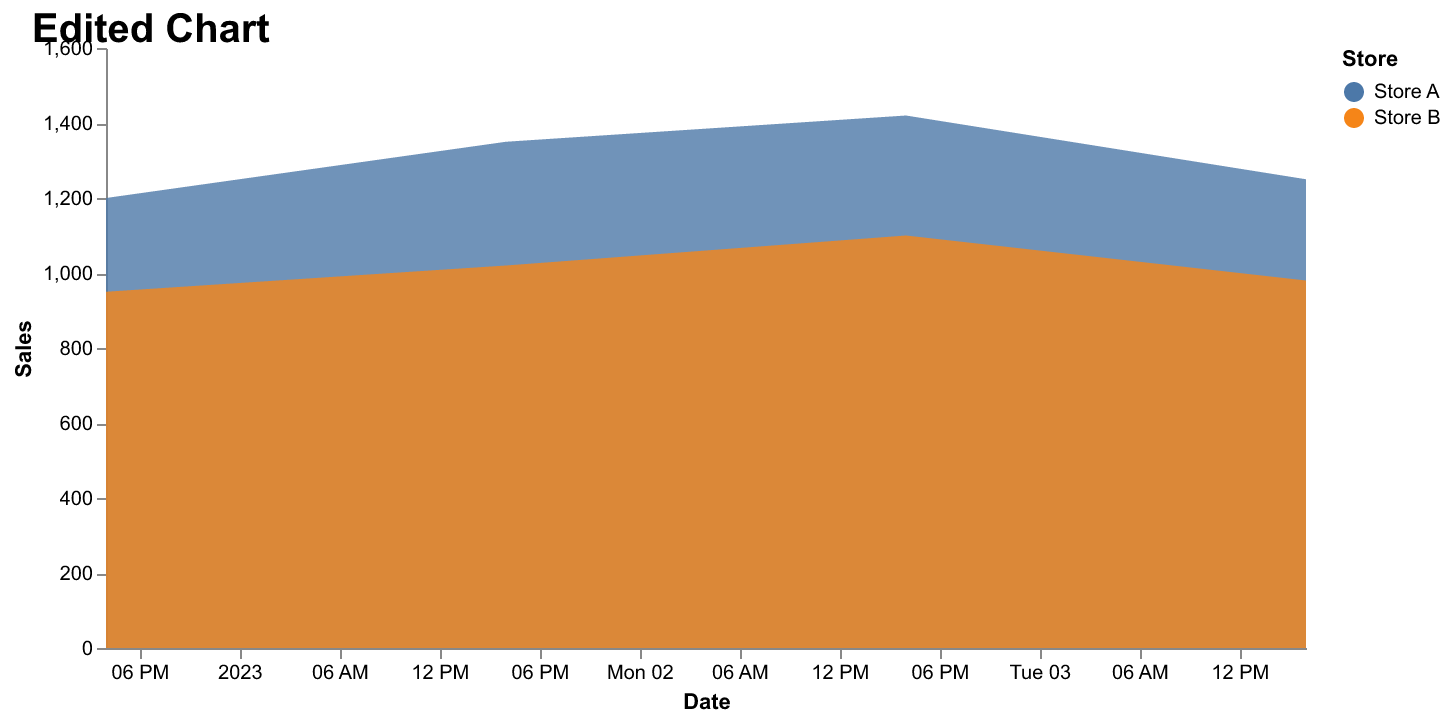 Edited Chart
1,600
1,400
1,200
1,000
800
600
400
200
0
Sales
06 PM 2023 06 AM 12 PM 06 PM Mon 02 06 AM 12 PM 06 PM Tue 03 06 AM 12 PM
Date
Store
Store A
Store B